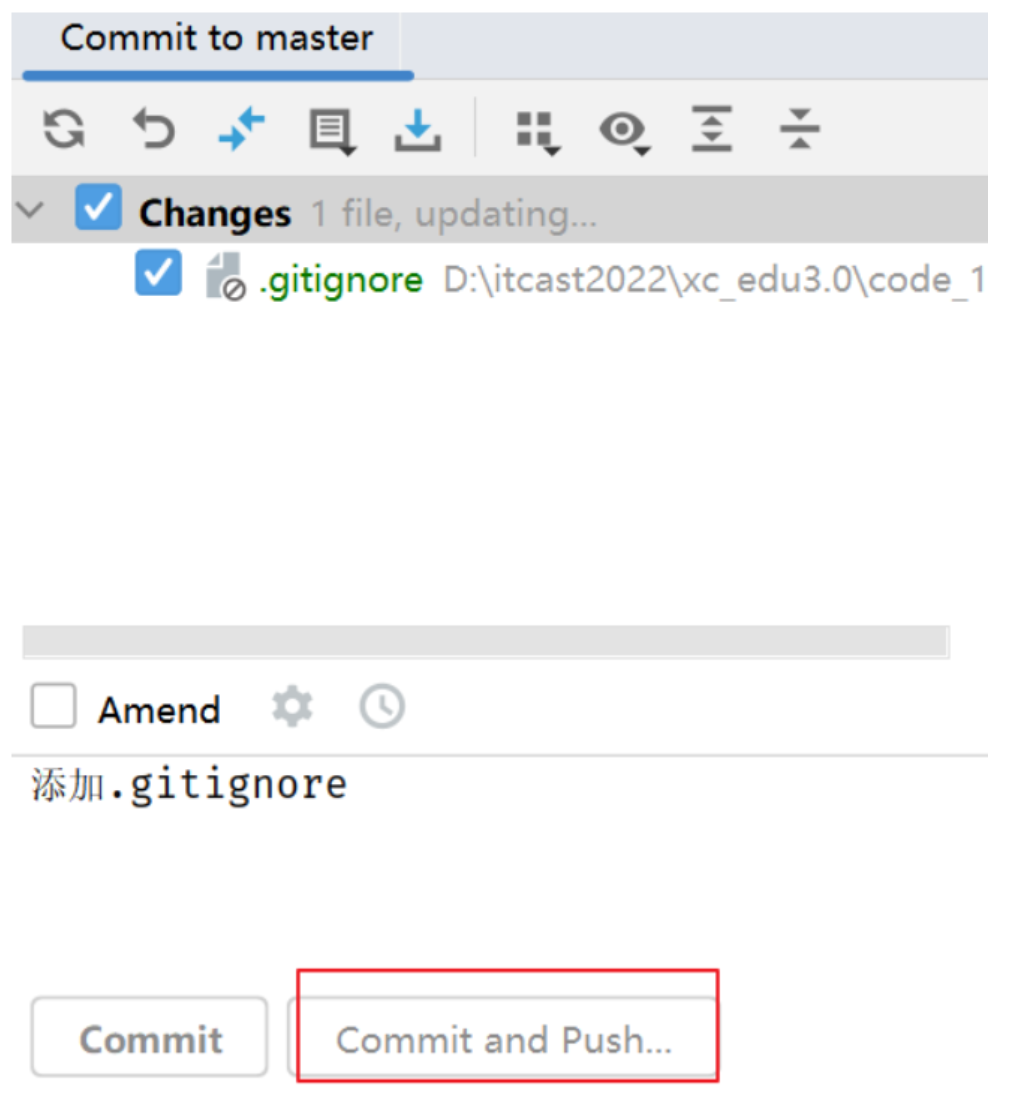 Commit to master
Changes 1 file, updating...
.gitignore D:\itcast2022\xc_edu3.0\code_1
Amend
添加.gitignore
Commit Commit and Push...